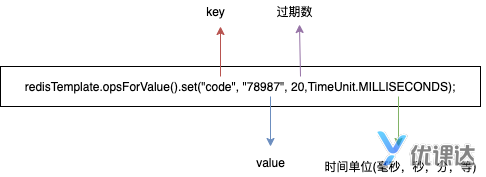 key
过期数
redisTemplate.opsForValue().set("code", "78987", 20,TimeUnit.MILLISECONDS);
value
时间单位(毫秒，秒，分，等)
优课达